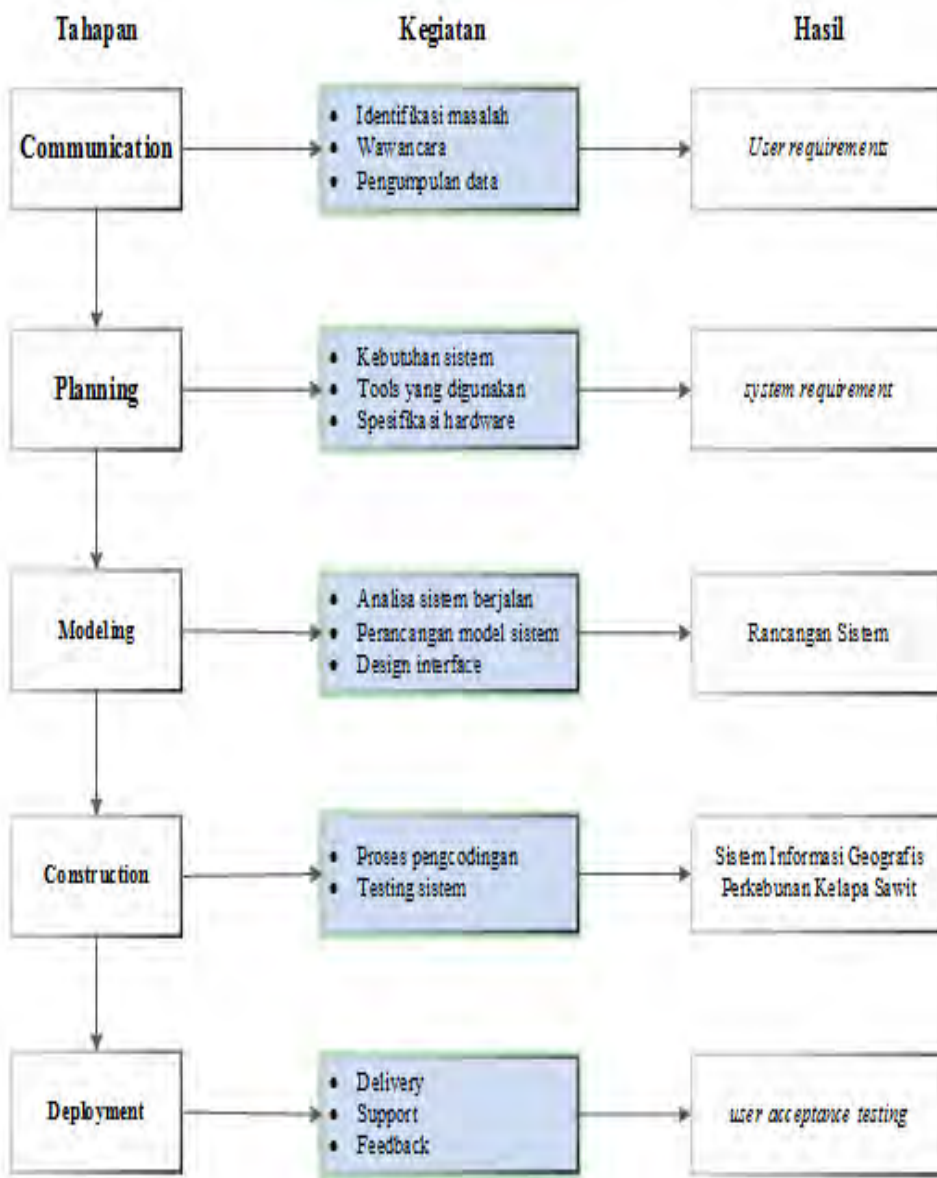 Tahapan
Kegiatan
Hasil
Communication
• Identifikasi masalah
• Wawancara
• Pengumpulan data
User requirements
Planning
• Kebutuhan sistem
• Tools yang digunakan
• Spesifikasi hardware
system requirement
Modeling
• Analisa sistem berjalan
• Perancangan model sistem
• Design interface
Rancangan Sistem
Construction
• Proses pengcodingan
• Testing sistem
Sistem Informasi Geografis
Perkebunan Kelapa Sawit
Deployment
• Delivery
• Support
• Feedback
user acceptance testing